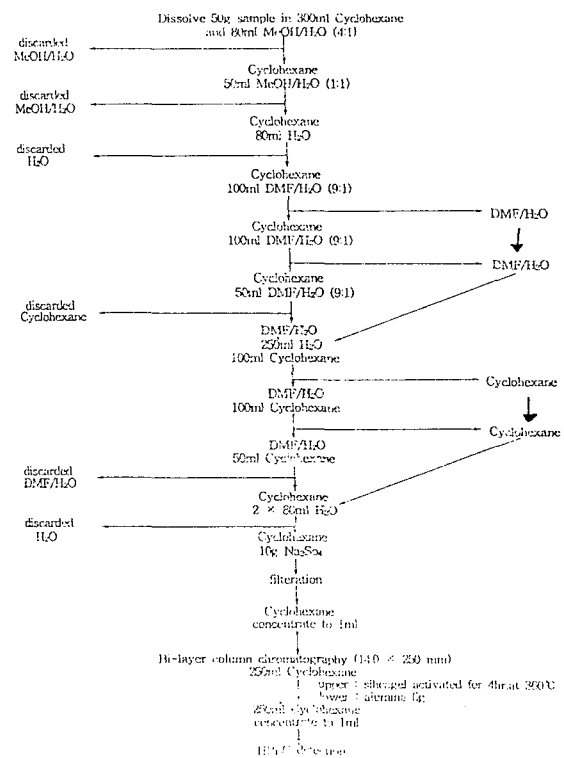 Dissolve 50g sample in 300ml Cyclohexane
and 80ml MeOH/H₂O (4:1)
discarded
MeOH/H₂O
Cyclohexane
50ml MeOH/H₂O (1:1)
discarded
MeOH/H₂O
Cyclohexane
80ml H₂O
discarded
H₂O
Cyclohexane
100ml DMF/H₂O (9:1)
DMF/H₂O
Cyclohexane
100ml DMF/H₂O (9:1)
DMF/H₂O
Cyclohexane
50ml DMF/H₂O (9:1)
discarded
Cyclohexane
DMF/H₂O
250ml H₂O
100ml Cyclohexane
Cyclohexane
DMF/H₂O
100ml Cyclohexane
Cyclohexane
DMF/H₂O
50ml Cyclohexane
discarded
DMF/H₂O
Cyclohexane
2 × 80ml H₂O
discarded
H₂O
Cyclohexane
10g Na₂So₄
filteration
Cyclohexane
concentrate to 1ml
Bi-layer column chromatography ( × 250 mm)
250ml Cyclohexane
upper : silicagel activated for 4hr.at
lower :
250ml Cyclohexane
concentrate to 1ml
detection